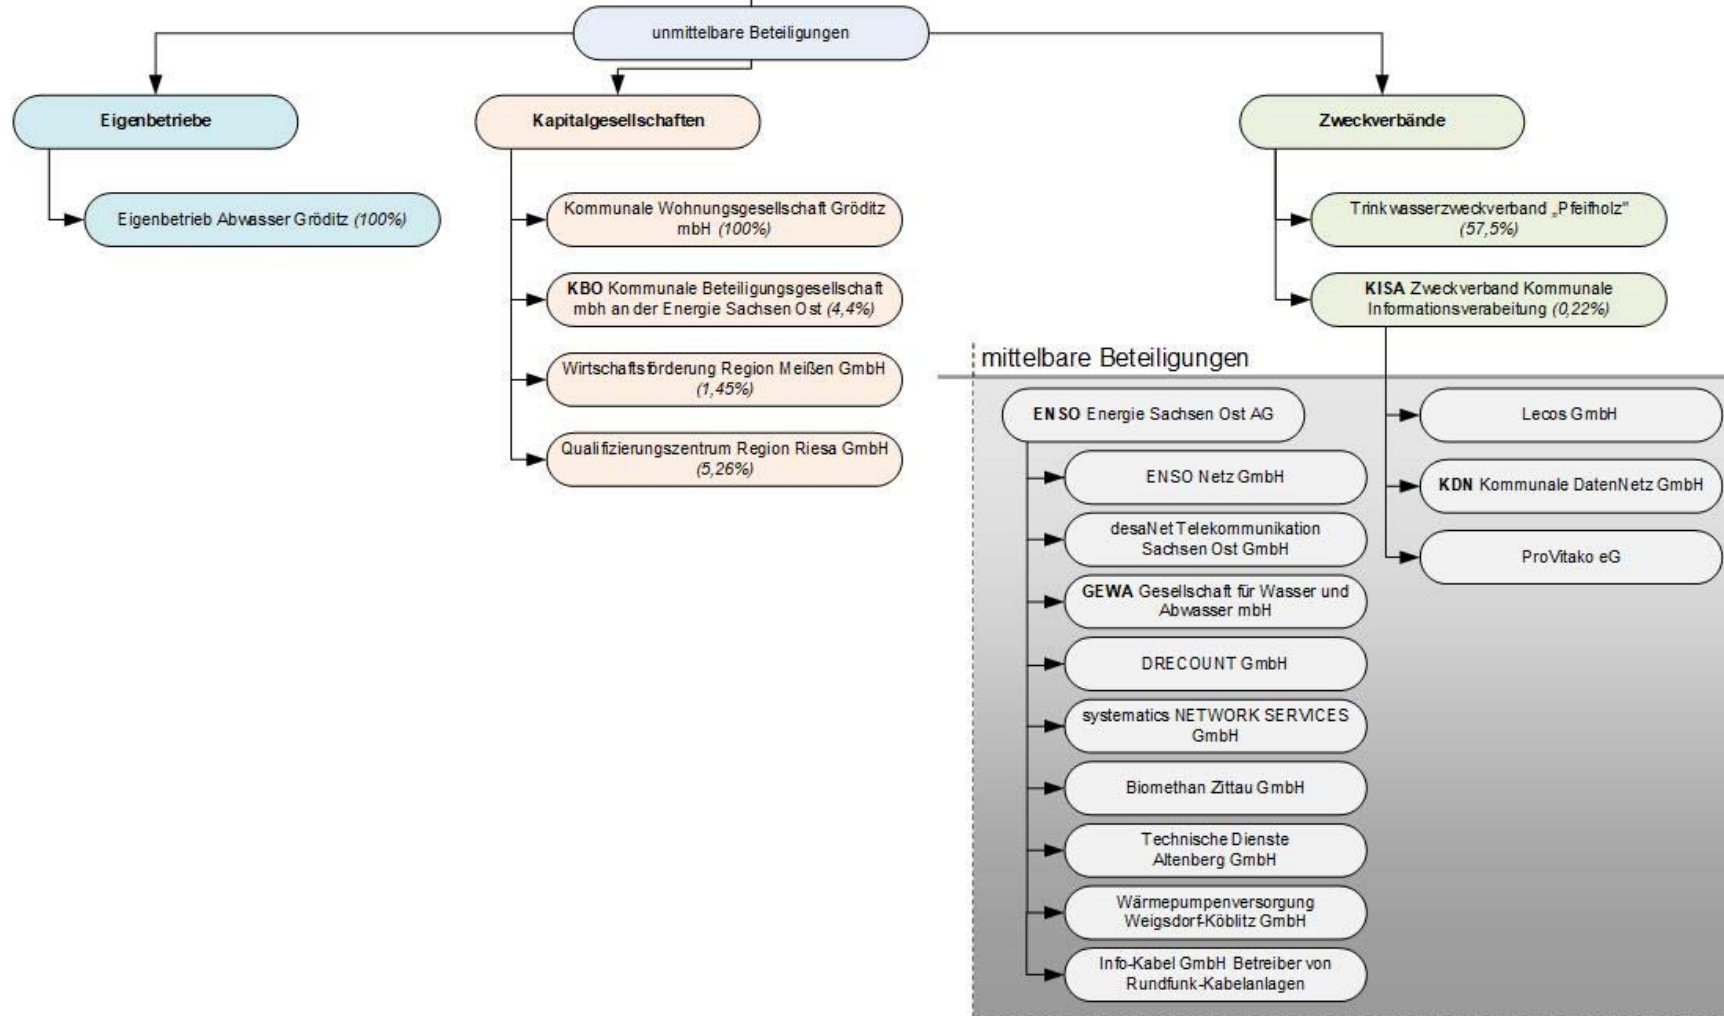 unmittelbare Beteiligungen
Eigenbetriebe
Eigenbetrieb Abwasser Gröditz (100%)
Kapitalgesellschaften
Kommunale Wohnungsgesellschaft Gröditz
mbH (100%)
KBO Kommunale Beteiligungsgesellschaft
mbh an der Energie Sachsen Ost (4,4%)
Wirtschaftsförderung Region Meißen GmbH
(1,45%)
Qualifizierungszentrum Region Riesa GmbH
(5,26%)
Zweckverbände
Trinkwasserzweckverband „Pfeifholz"
(57,5%)
KISA Zweckverband Kommunale
Informationsverabeitung (0,22%)
mittelbare Beteiligungen
ENSO Energie Sachsen Ost AG
ENSO Netz GmbH
desaNet Telekommunikation
Sachsen Ost GmbH
GEWA Gesellschaft für Wasser und
Abwasser mbH
DRECOUNT GmbH
systematics NETWORK SERVICES
GmbH
Biomethan Zittau GmbH
Technische Dienste
Altenberg GmbH
Wärmepumpenversorgung
Weigsdorf-Köblitz GmbH
Info-Kabel GmbH Betreiber von
Rundfunk-Kabelanlagen
Lecos GmbH
KDN Kommunale DatenNetz GmbH
ProVitako eG